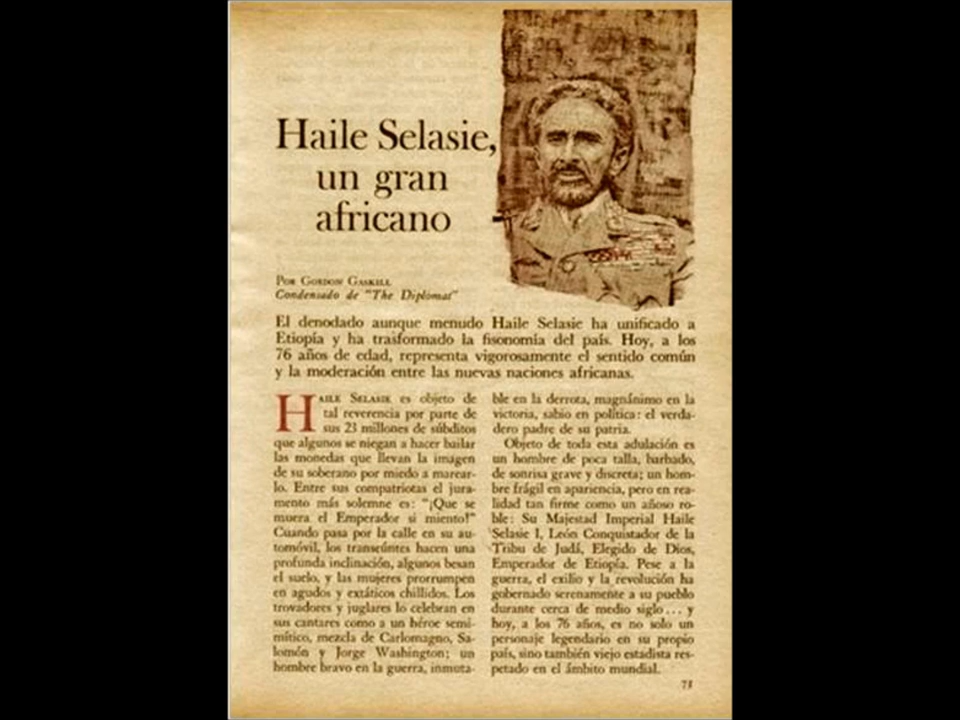 Haile Selasie,
un gran
africano
Por Gordon Gaskill
Condensado de "The Diplomat"
El denodado aunque menudo Haile Selasie ha unificado a
Etiopía y ha trasformado la fisonomía del país. Hoy, a los
76 años de edad, representa vigorosamente el sentido común
y la moderación entre las nuevas naciones africanas.
Haile Selasie es objeto de
tal reverencia por parte de
sus 23 millones de súbditos
que algunos se niegan a hacer bailar
las monedas que llevan la imagen
de su soberano por miedo a marear-
lo. Entre sus compatriotas el jura-
mento más solemne es: "¡Que se
muera el Emperador si miento!"
Cuando pasa por la calle en su au-
tomóvil, los transeúntes hacen una
profunda inclinación, algunos besan
el suelo, y las mujeres prorrumpen
en agudos y extáticos chillidos. Los
trovadores y juglares lo celebran en
sus cantares como a un héroe semi-
mítico, mezcla de Carlomagno, Sa-
lomón y Jorge Washington; un
hombre bravo en la guerra, inmuta-
ble en la derrota, magnánimo en la
victoria, sabio en política: el verda-
dero padre de su patria.
Objeto de toda esta adulación es
un hombre de poca talla, barbado,
de sonrisa grave y discreta; un hom-
bre frágil en apariencia, pero en rea-
lidad tan firme como un añoso ro-
ble: Su Majestad Imperial Haile
Selasie I, León Conquistador de la
Tribu de Judá, Elegido de Dios,
Emperador de Etiopía. Pese a la
guerra, el exilio y la revolución ha
gobernado serenamente a su pueblo
durante cerca de medio siglo... y
hoy, a los 76 años, es no solo un
personaje legendario en su propio
país, sino también viejo estadista res-
petado en el ámbito mundial.
73